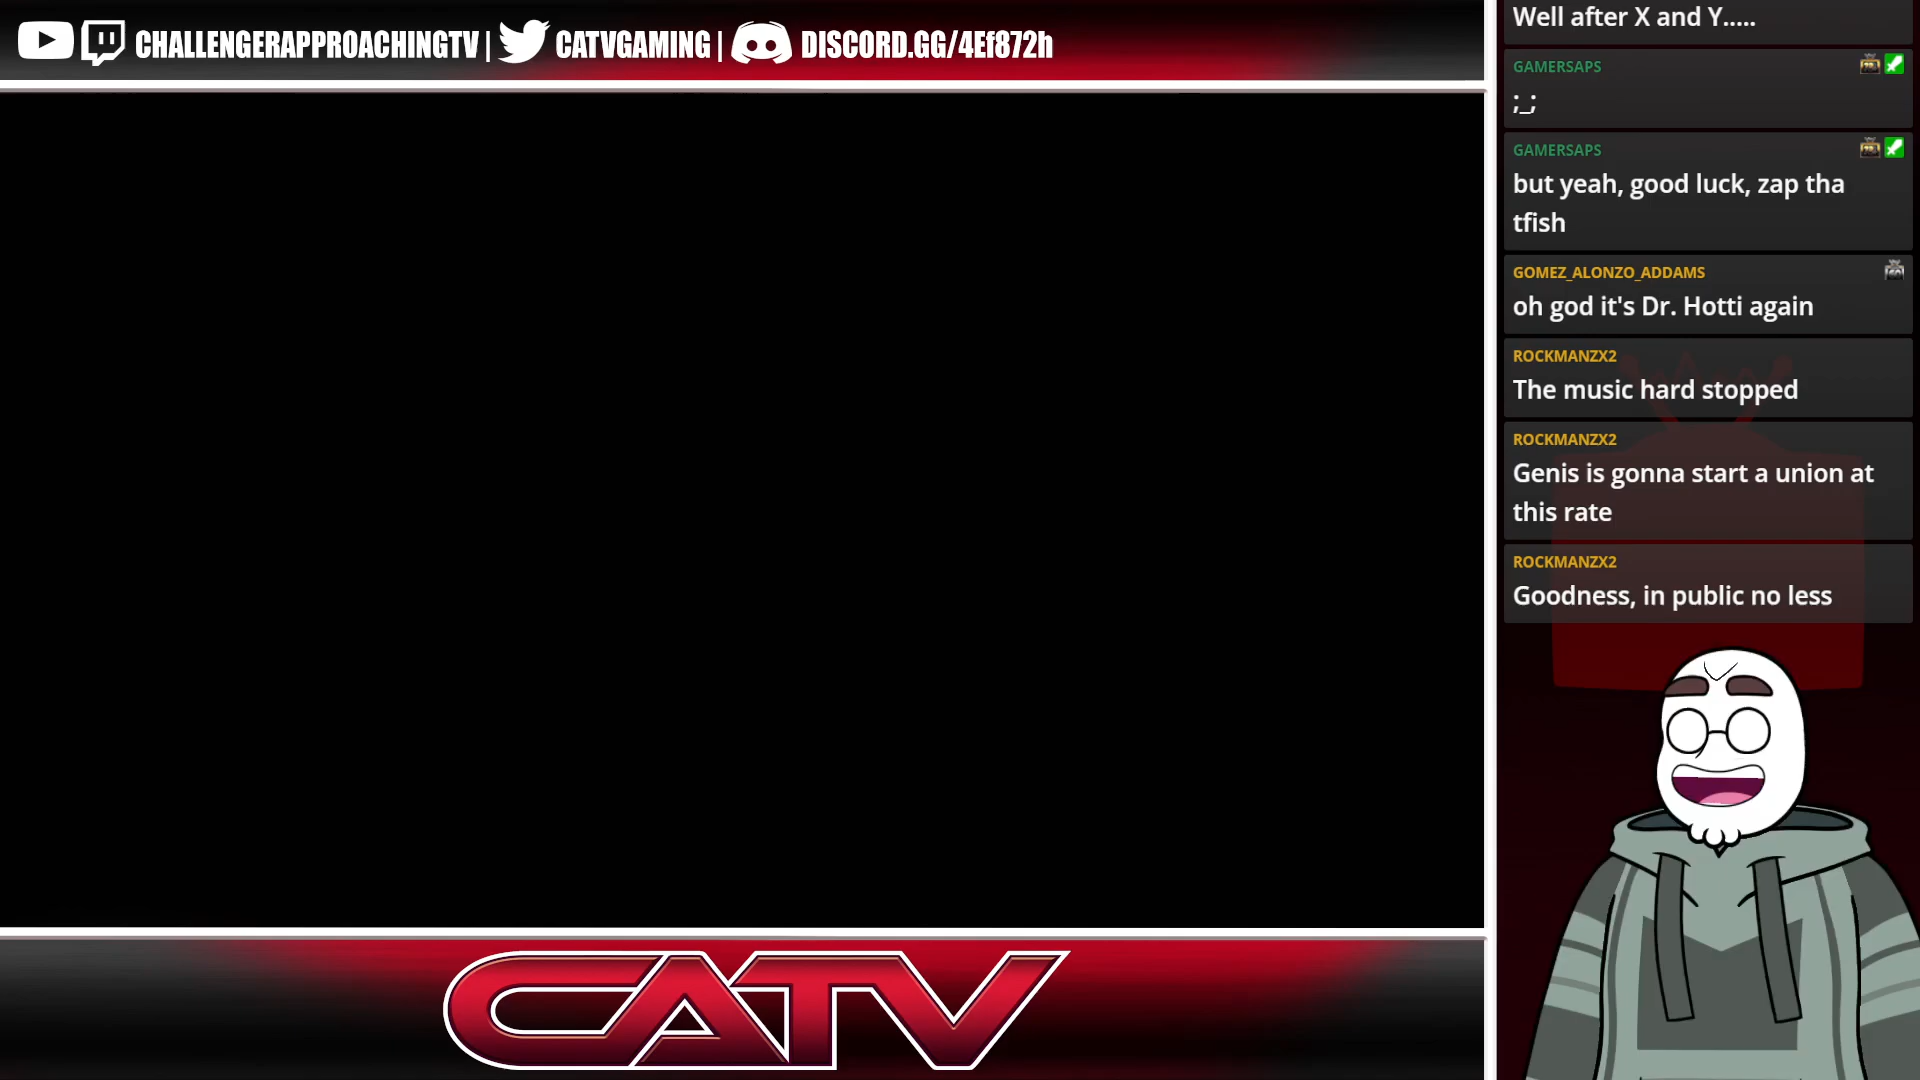 CHALLENGERAPPROACHINGTV | CATVGAMING | DISCORD.GG/4Ef872h
Well after X and Y.....
GAMERSAPS
;_;
GAMERSAPS
but yeah, good luck, zap tha
tfish
GOMEZ_ALONZO_ADDAMS
oh god it's Dr. Hotti again
ROCKMANZX2
The music hard stopped
ROCKMANZX2
Genis is gonna start a union at
this rate
ROCKMANZX2
Goodness, in public no less
CATV